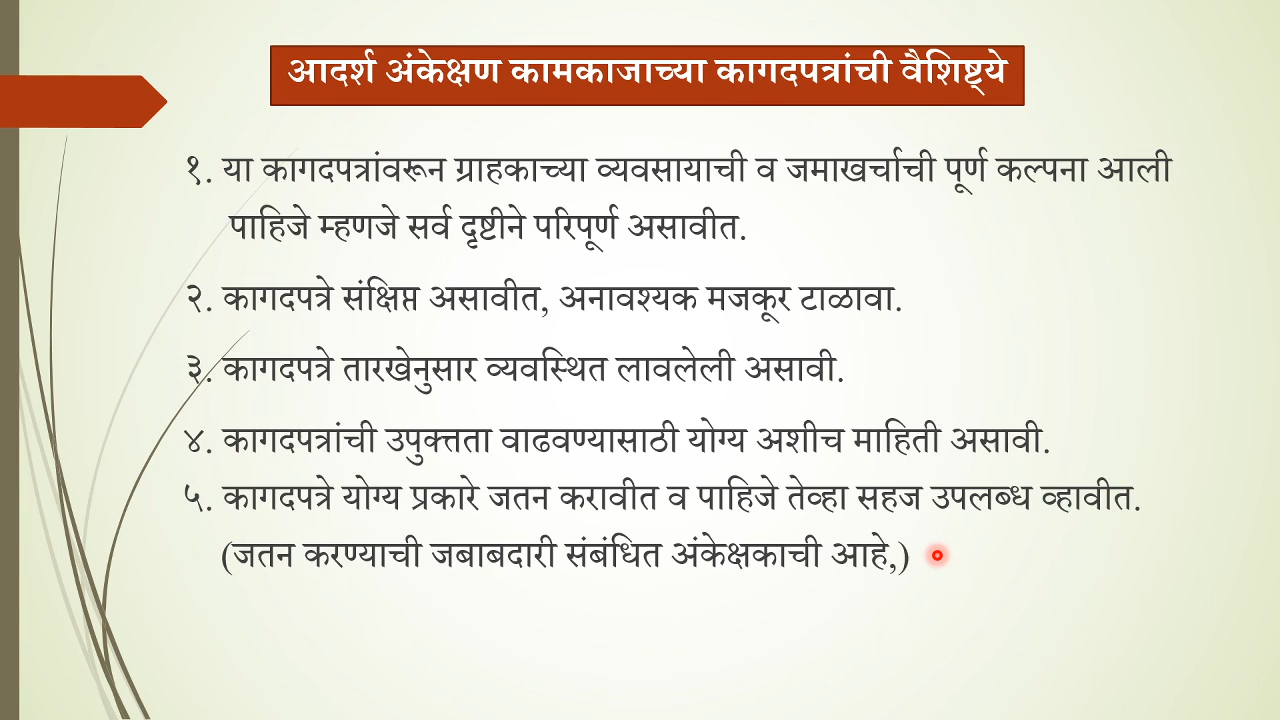 आदर्श अंकेक्षण कामकाजाच्या कागदपत्रांची वैशिष्ट्ये
१. या कागदपत्रांवरून ग्राहकाच्या व्यवसायाची व जमाखर्चाची पूर्ण कल्पना आली
पाहिजे म्हणजे सर्व दृष्टीने परिपूर्ण असावीत.
२. कागदपत्रे संक्षिप्त असावीत, अनावश्यक मजकूर टाळावा.
३. कागदपत्रे तारखेनुसार व्यवस्थित लावलेली असावी.
४. कागदपत्रांची उपुक्तता वाढवण्यासाठी योग्य अशीच माहिती असावी.
५. कागदपत्रे योग्य प्रकारे जतन करावीत व पाहिजे तेव्हा सहज उपलब्ध व्हावीत.
(जतन करण्याची जबाबदारी संबंधित अंकेक्षकाची आहे,)